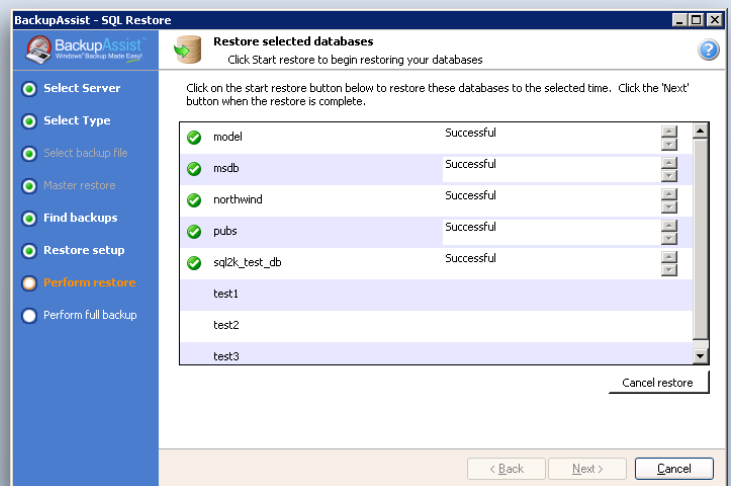 BackupAssist - SQL Restore
BackupAssist™
Windows® Backup Made Easy!
Restore selected databases
Click Start restore to begin restoring your databases
?
Select Server
Select Type
Select backup file
Master restore
Find backups
Restore setup
Perform restore
Perform full backup
Click on the start restore button below to restore these databases to the selected time. Click the 'Next'
button when the restore is complete.
model Successful
msdb Successful
northwind Successful
pubs Successful
sql2k_test_db Successful
test1
test2
test3
Cancel restore
< Back Next > Cancel